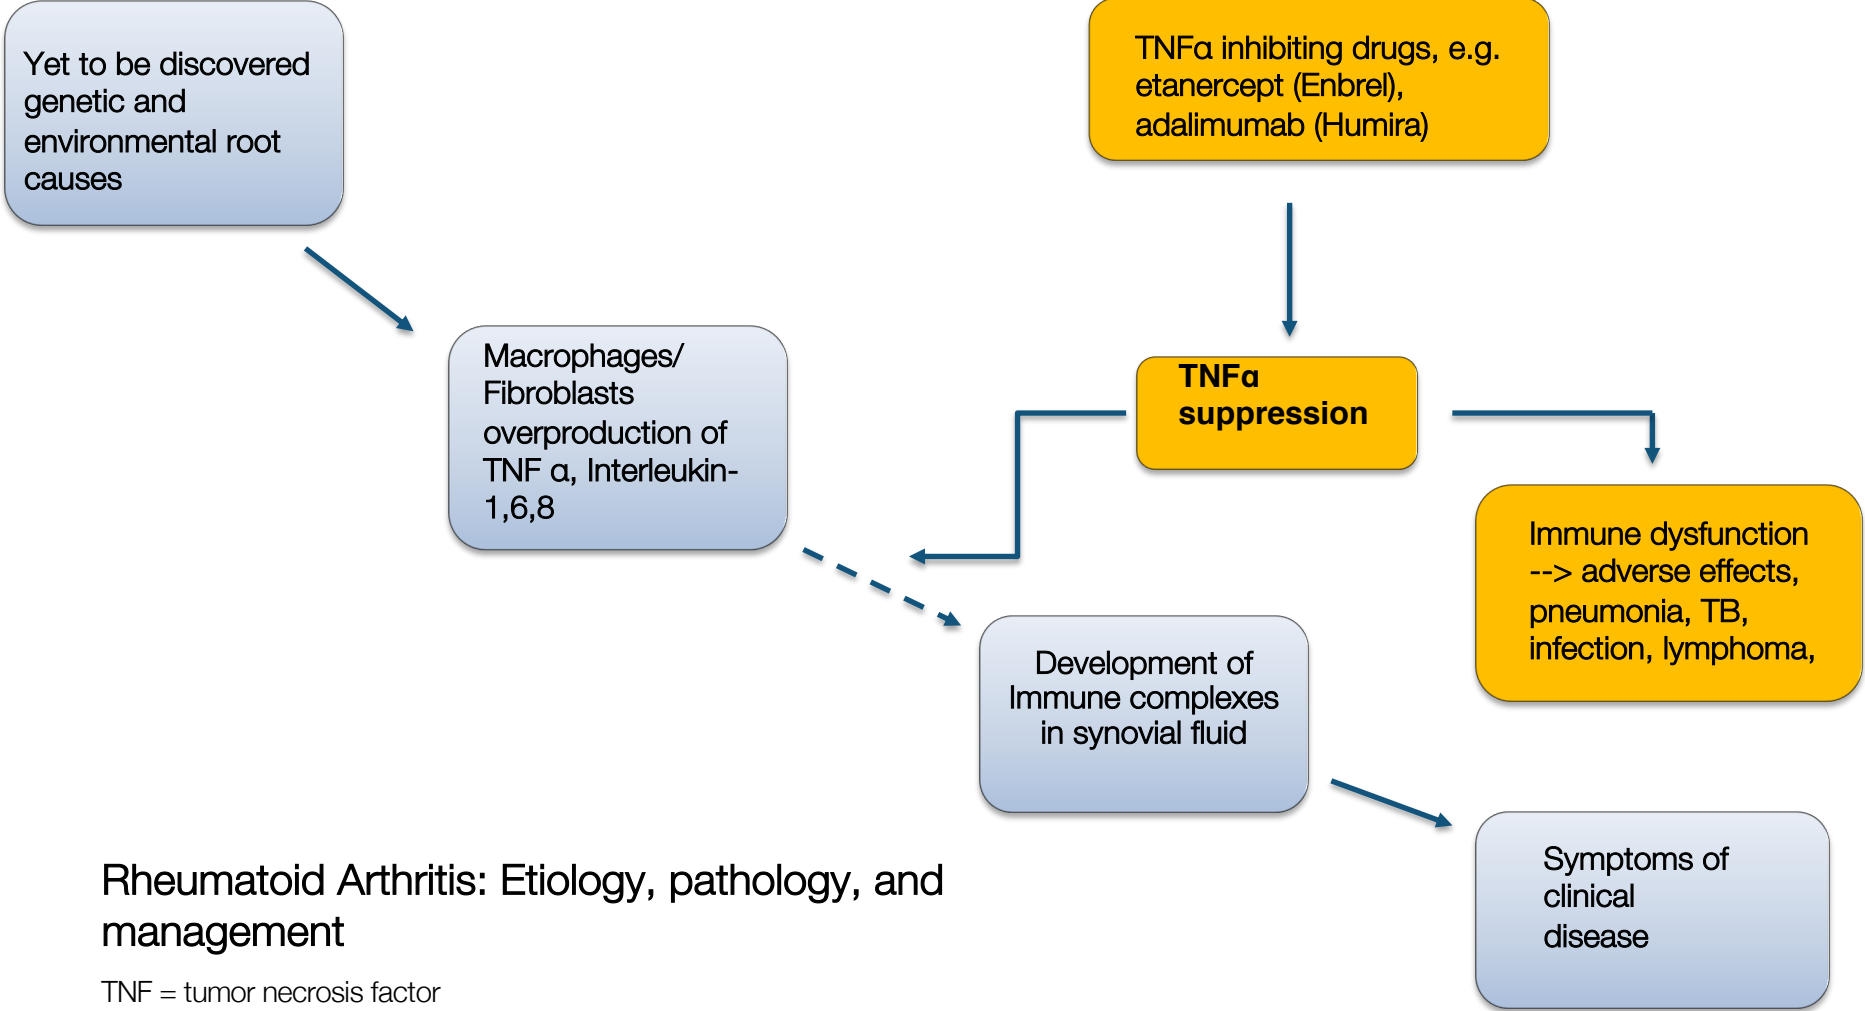 Yet to be discovered
genetic and
environmental root
causes
TNFα inhibiting drugs, e.g.
etanercept (Enbrel),
adalimumab (Humira)
Macrophages/
Fibroblasts
overproduction of
TNF α, Interleukin-
1,6,8
TNFα
suppression
Immune dysfunction
--> adverse effects,
pneumonia, TB,
infection, lymphoma,
Development of
Immune complexes
in synovial fluid
Symptoms of
clinical
disease
Rheumatoid Arthritis: Etiology, pathology, and
management
TNF = tumor necrosis factor